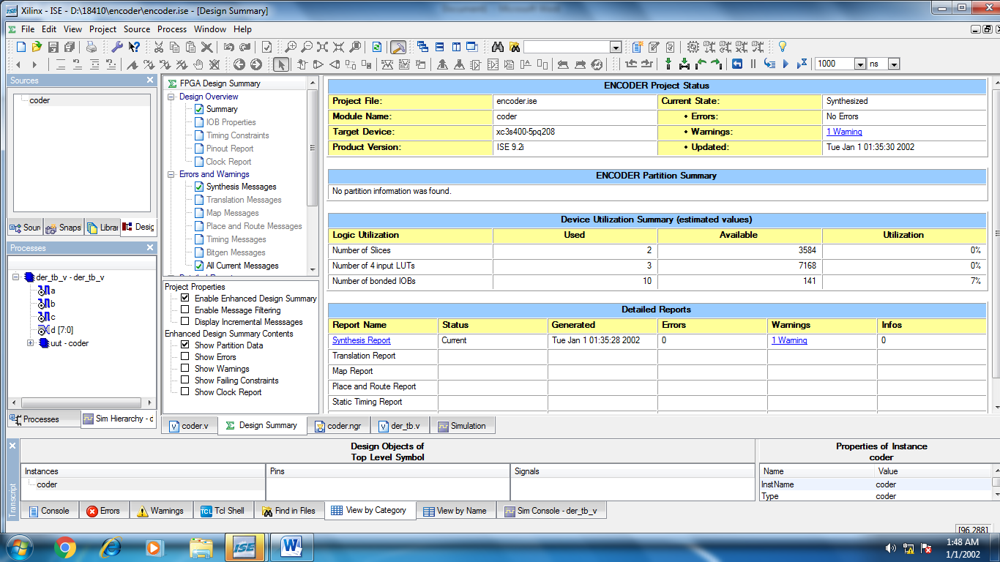 Xilinx - ISE - D:\18410\encoder\encoder.ise - [Design Summary]
File Edit View Project Source Process Window Help
1000 ns
Sources
coder
Sour Snaps Librar Desig
Processes
der_tb_v - der_tb_v
a
b
c
d [7:0]
uut - coder
Processes Sim Hierarchy - d
FPGA Design Summary
Design Overview
Summary
IOB Properties
Timing Constraints
Pinout Report
Clock Report
Errors and Warnings
Synthesis Messages
Translation Messages
Map Messages
Place and Route Messages
Timing Messages
Bitgen Messages
All Current Messages
Project Properties
Enable Enhanced Design Summary
Enable Message Filtering
Display Incremental Messsages
Enhanced Design Summary Contents
Show Partition Data
Show Errors
Show Warnings
Show Failing Constraints
Show Clock Report
ENCODER Project Status
Project File: encoder.ise Current State: Synthesized
Module Name: coder • Errors: No Errors
Target Device: xc3s400-5pq208 • Warnings: 1 Warning
Product Version: ISE 9.2i • Updated: Tue Jan 1 01:35:30 2002
ENCODER Partition Summary
No partition information was found.
Device Utilization Summary (estimated values)
Logic Utilization Used Available Utilization
Number of Slices 2 3584 0%
Number of 4 input LUTs 3 7168 0%
Number of bonded IOBs 10 141 7%
Detailed Reports
Report Name Status Generated Errors Warnings Infos
Synthesis Report Current Tue Jan 1 01:35:28 2002 0 1 Warning 0
Translation Report
Map Report
Place and Route Report
Static Timing Report
coder.v Design Summary coder.ngr der_tb.v Simulation
Transcript
Design Objects of
Top Level Symbol
Instances Pins Signals
coder
Properties of Instance
coder
Name Value
InstName coder
Type coder
Console Errors Warnings Tcl Shell Find in Files View by Category View by Name Sim Console - der_tb_v
[96,288]
1:48 AM
1/1/2002